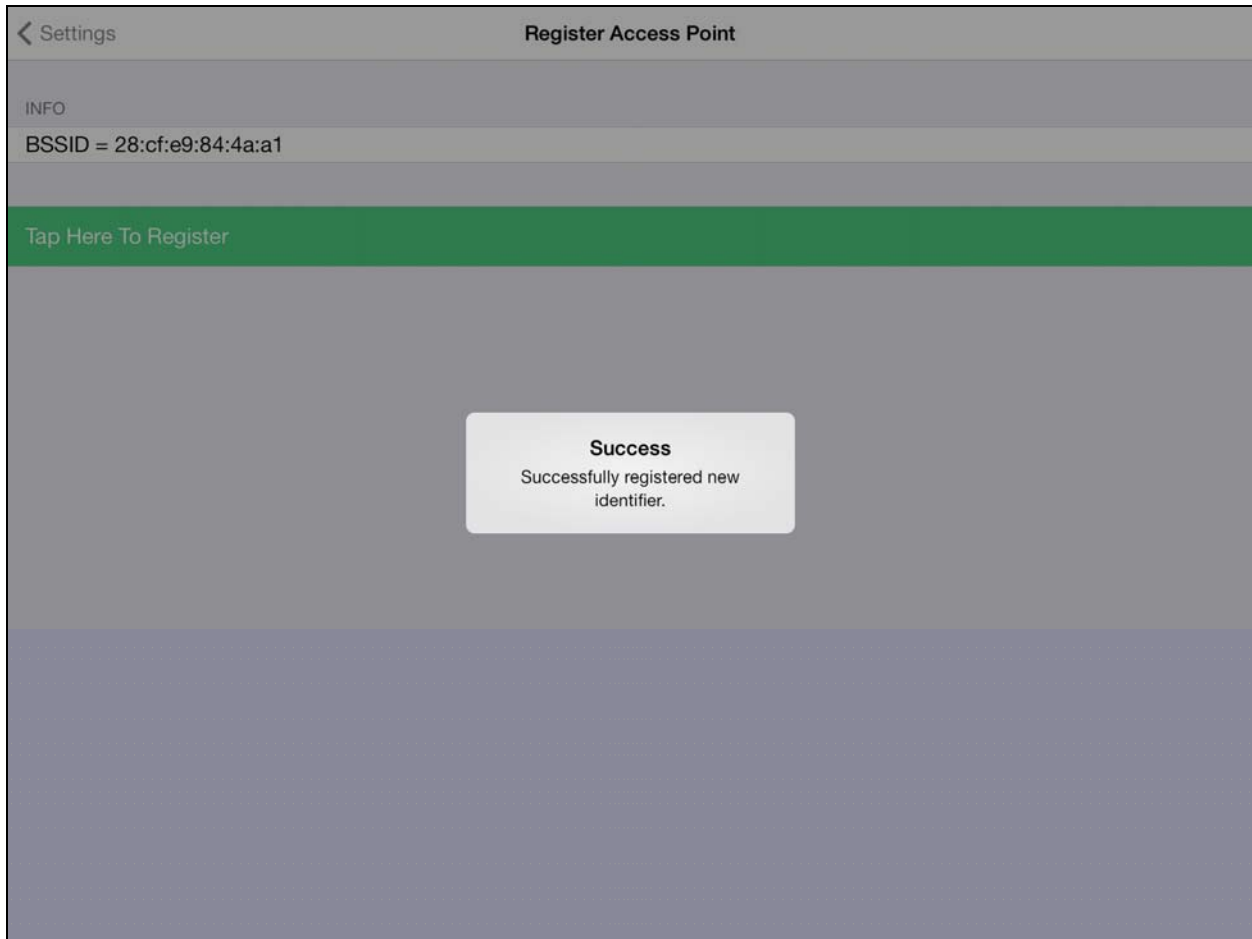 Settings
Register Access Point
INFO
BSSID = 28:cf:e9:84:4a:a1
Tap Here To Register
Success
Successfully registered new
identifier.